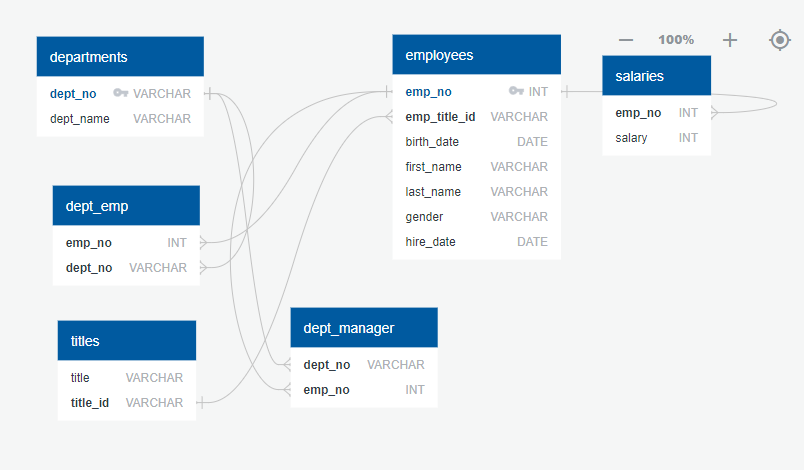 departments
dept_no VARCHAR
dept_name VARCHAR
employees
emp_no INT
emp_title_id VARCHAR
birth_date DATE
first_name VARCHAR
last_name VARCHAR
gender VARCHAR
hire_date DATE
100%
salaries
emp_no INT
salary INT
dept_emp
emp_no INT
dept_no VARCHAR
titles
title VARCHAR
title_id VARCHAR
dept_manager
dept_no VARCHAR
emp_no INT